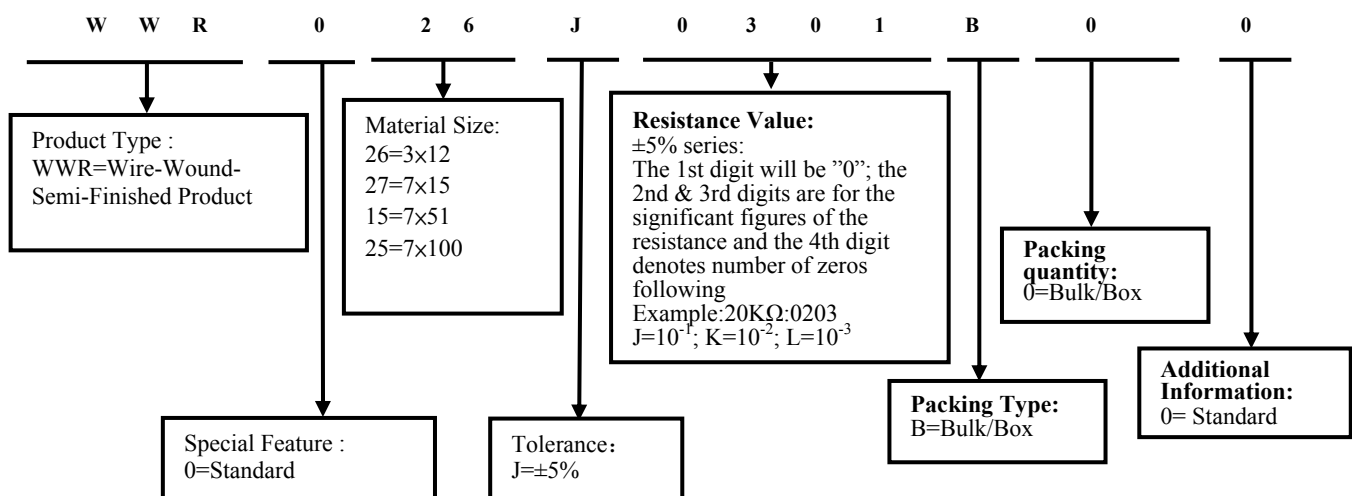 W W R 0 2 6 J 0 3 0 1 B 0 0
Product Type :
WWR=Wire-Wound-
Semi-Finished Product
Material Size:
26=3×12
27=7×15
15=7×51
25=7×100
Resistance Value:
±5% series:
The 1st digit will be ”0”; the
2nd & 3rd digits are for the
significant figures of the
resistance and the 4th digit
denotes number of zeros
following
Example:20KΩ:0203
J=10⁻¹; K=10⁻²; L=10⁻³
Packing
quantity:
0=Bulk/Box
Additional
Information:
0= Standard
Packing Type:
B=Bulk/Box
Special Feature :
0=Standard
Tolerance：
J=±5%